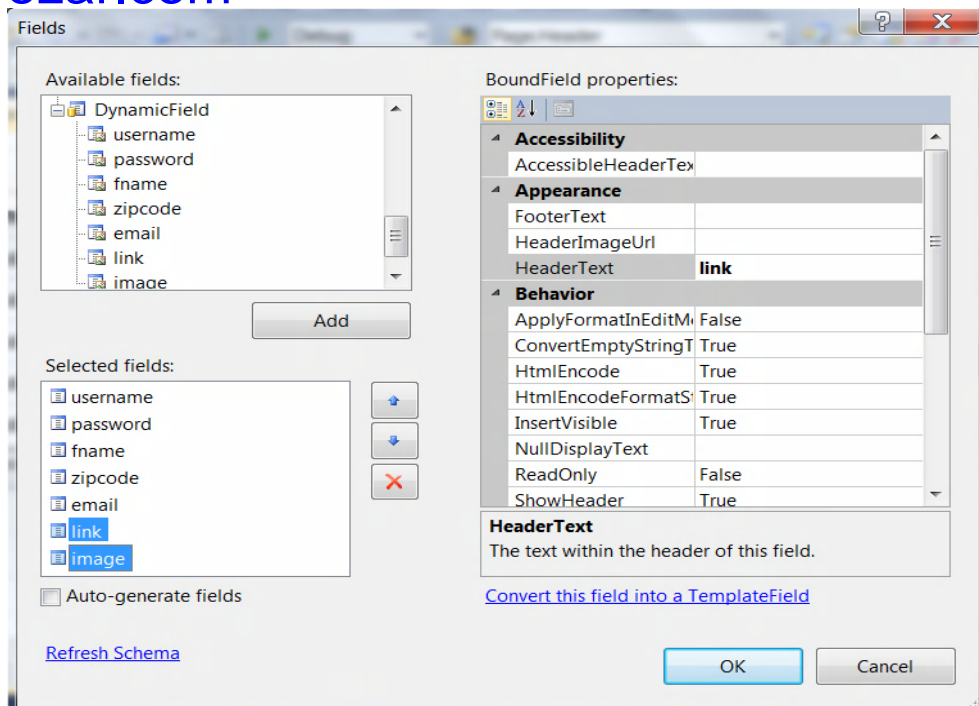 Fields
Debug
Page.Header
Available fields:
DynamicField
username
password
fname
zipcode
email
link
image
Add
Selected fields:
username
password
fname
zipcode
email
link
image
Auto-generate fields
Refresh Schema
BoundField properties:
Accessibility
AccessibleHeaderTex
Appearance
FooterText
HeaderImageUrl
HeaderText link
Behavior
ApplyFormatInEditM False
ConvertEmptyStringT True
HtmlEncode True
HtmlEncodeFormatSt True
InsertVisible True
NullDisplayText
ReadOnly False
ShowHeader True
HeaderText
The text within the header of this field.
Convert this field into a TemplateField
OK
Cancel